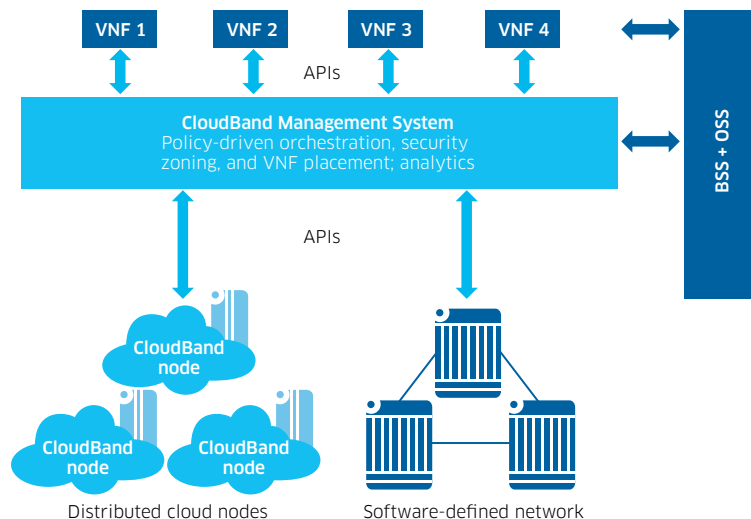 VNF 1
VNF 2
VNF 3
VNF 4
APIs
CloudBand Management System
Policy-driven orchestration, security
zoning, and VNF placement; analytics
BSS + OSS
APIs
CloudBand
node
CloudBand
node
CloudBand
node
Distributed cloud nodes
Software-defined network